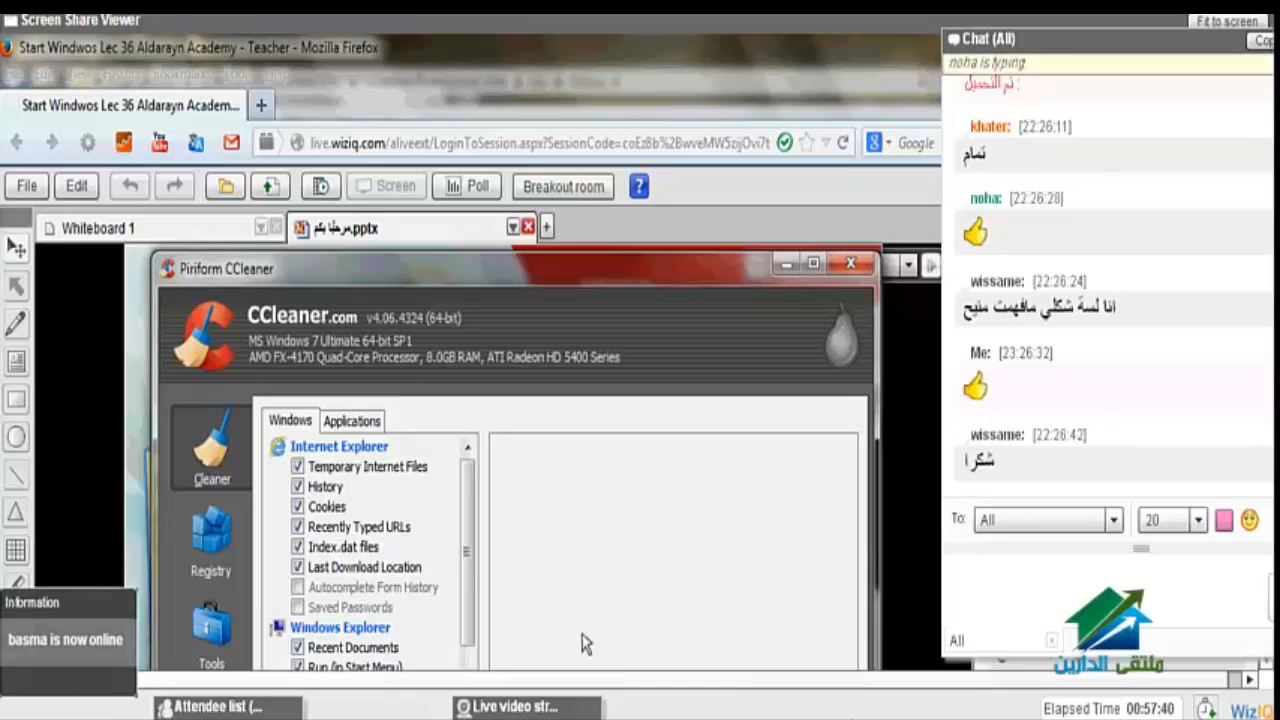 Screen Share Viewer
Fit to screen
Start Windwos Lec 36 Aldarayn Academy - Teacher - Mozilla Firefox
Start Windwos Lec 36 Aldarayn Academ...
live.wiziq.com/aliveext/LoginToSession.aspx?SessionCode=coEz8b%2BwveMW5zijOvi7t
Google
File
Edit
Screen
Poll
Breakout room
Whiteboard 1
مرحبًا بكم.pptx
Piriform CCleaner
CCleaner.com v4.06.4324 (64-bit)
MS Windows 7 Ultimate 64-bit SP1
AMD FX-4170 Quad-Core Processor, 8.0GB RAM, ATI Radeon HD 5400 Series
Cleaner
Registry
Tools
Windows
Applications
Internet Explorer
Temporary Internet Files
History
Cookies
Recently Typed URLs
Index.dat files
Last Download Location
Autocomplete Form History
Saved Passwords
Windows Explorer
Recent Documents
Run (in Start Menu)
Chat (All)
noha is typing
تم التحميل :
khater: [22:26:11]
تمام
noha: [22:26:28]
wissame: [22:26:24]
انا لسة شكلي مافهمت منيح
Me: [23:26:32]
wissame: [22:26:42]
شكرا
To: All
20
All
ملتقى الدارين
Information
basma is now online
Attendee list (...
Live video str...
Elapsed Time 00:57:40
WizIQ